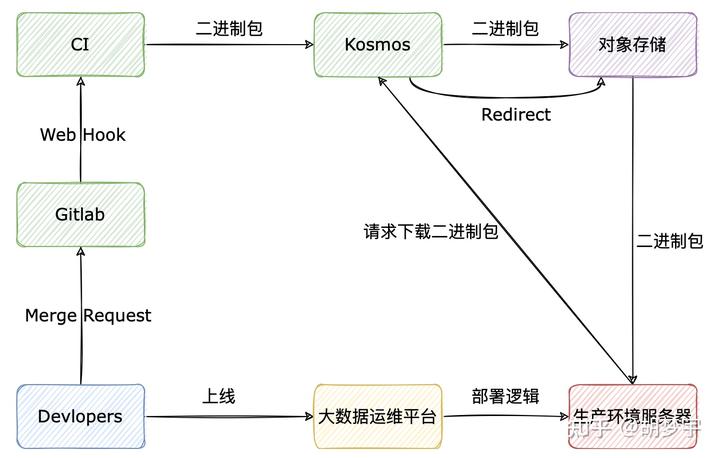 二进制包
二进制包
CI
Kosmos
对象存储
Redirect
Web Hook
Gitlab
请求下载二进制包
二进制包
Merge Request
上线
部署逻辑
Devlopers
大数据运维平台
生产环境服务器
知乎 @胡梦宇